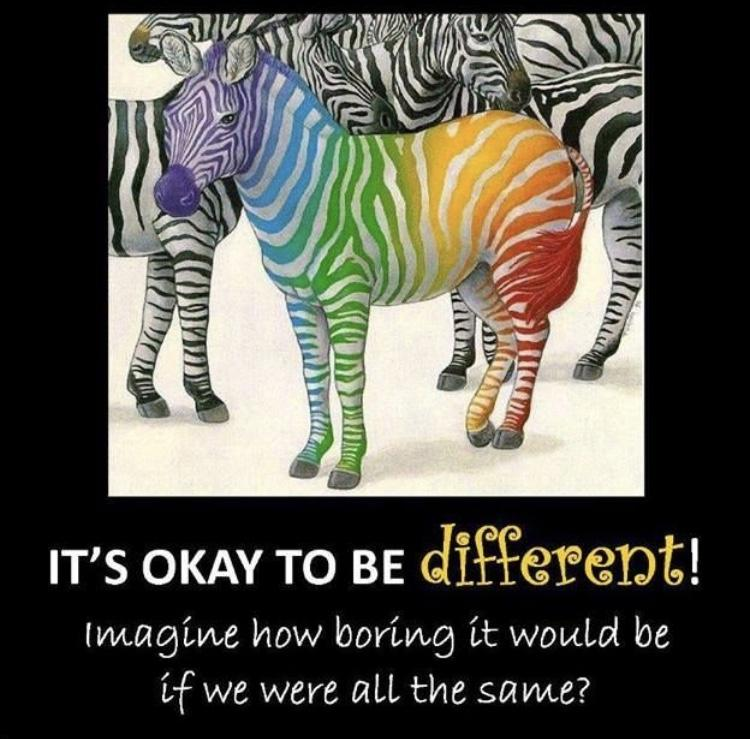 IT'S OKAY TO BE different!
Imagine how boring it would be
if we were all the same?